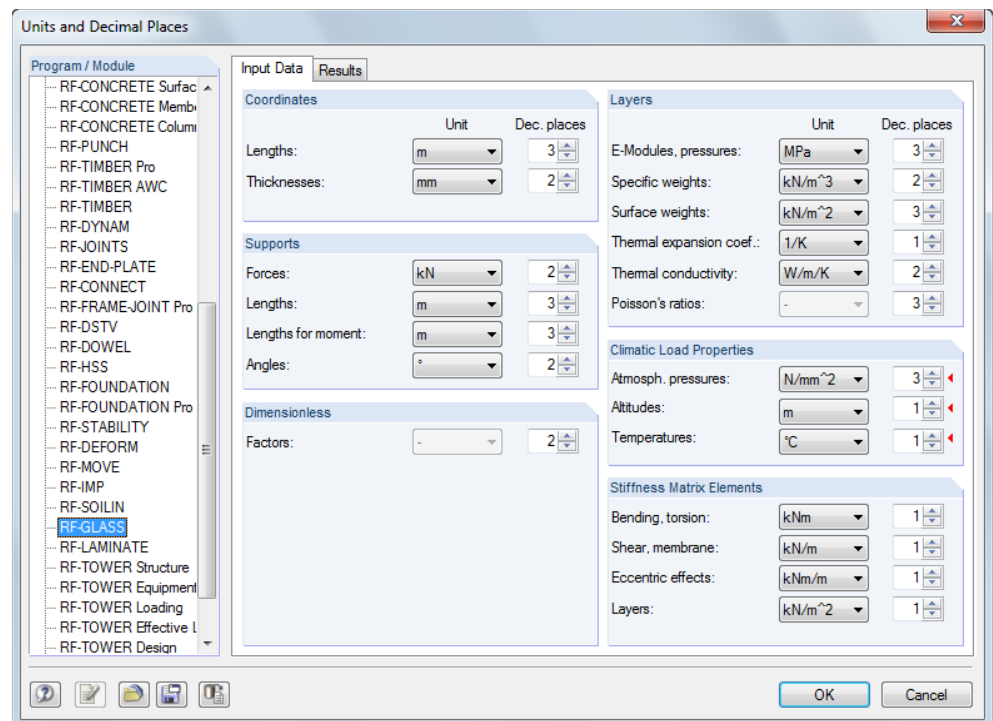 Units and Decimal Places
Program / Module
RF-CONCRETE Surfac
RF-CONCRETE Memb
RF-CONCRETE Colum
RF-PUNCH
RF-TIMBER Pro
RF-TIMBER AWC
RF-TIMBER
RF-DYNAM
RF-JOINTS
RF-END-PLATE
RF-CONNECT
RF-FRAME-JOINT Pro
RF-DSTV
RF-DOWEL
RF-HSS
RF-FOUNDATION
RF-FOUNDATION Pro
RF-STABILITY
RF-DEFORM
RF-MOVE
RF-IMP
RF-SOILIN
RF-GLASS
RF-LAMINATE
RF-TOWER Structure
RF-TOWER Equipment
RF-TOWER Loading
RF-TOWER Effective L
RF-TOWER Design
Input Data Results
Coordinates
Unit Dec. places
Lengths: m 3
Thicknesses: mm 2
Supports
Forces: kN 2
Lengths: m 3
Lengths for moment: m 3
Angles: ° 2
Dimensionless
Factors: - 2
Layers
Unit Dec. places
E-Modules, pressures: MPa 3
Specific weights: kN/m^3 2
Surface weights: kN/m^2 3
Thermal expansion coef.: 1/K 1
Thermal conductivity: W/m/K 2
Poisson's ratios: - 3
Climatic Load Properties
Atmosph. pressures: N/mm^2 3
Altitudes: m 1
Temperatures: °C 1
Stiffness Matrix Elements
Bending, torsion: kNm 1
Shear, membrane: kN/m 1
Eccentric effects: kNm/m 1
Layers: kN/m^2 1
OK Cancel